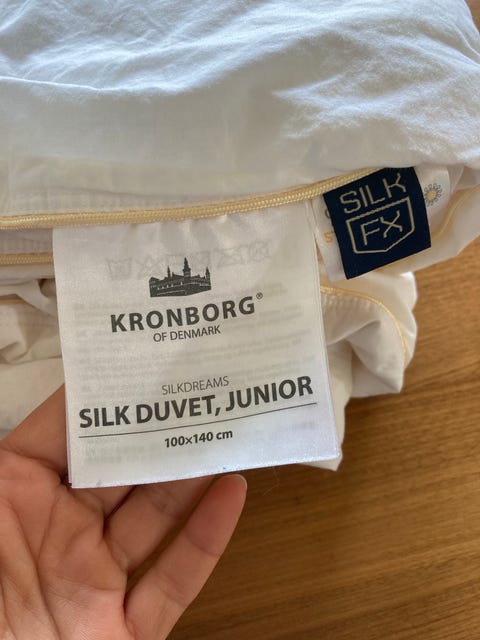 SILK
FX
KRONBORG®
OF DENMARK
SILKDREAMS
SILK DUVET, JUNIOR
100×140 cm